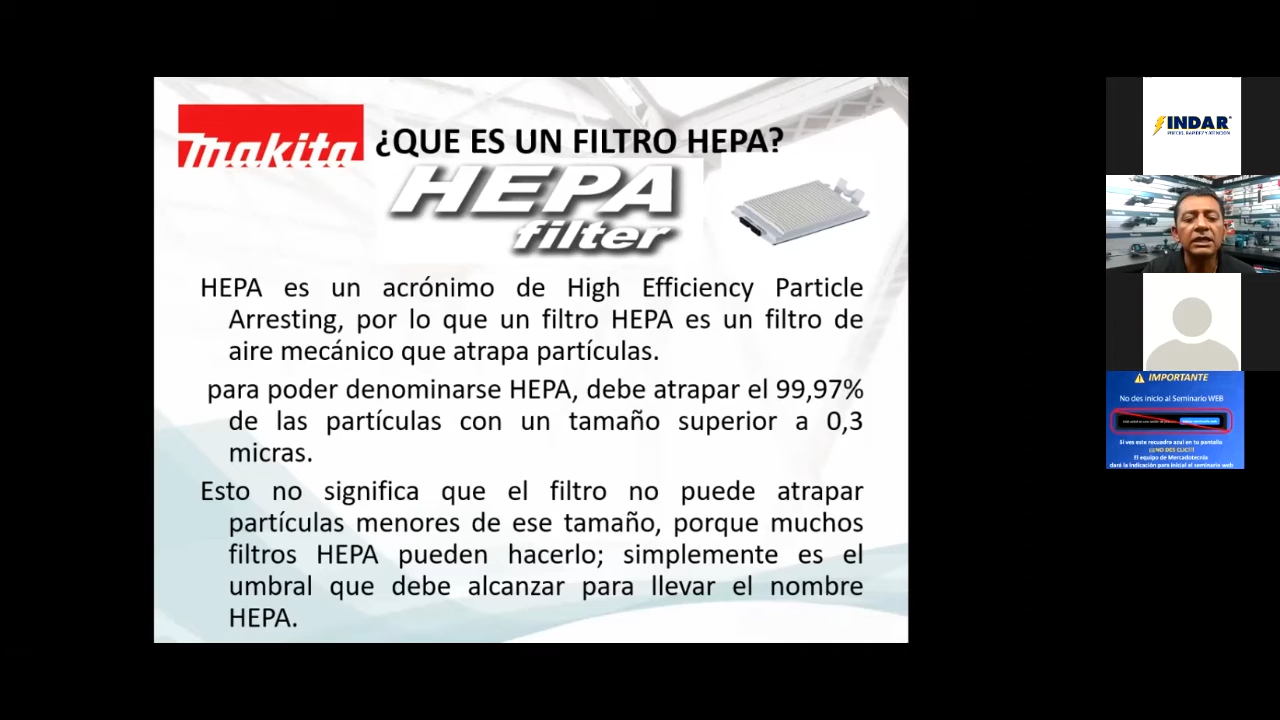 makita
¿QUE ES UN FILTRO HEPA?
HEPA
filter
HEPA es un acrónimo de High Efficiency Particle
Arresting, por lo que un filtro HEPA es un filtro de
aire mecánico que atrapa partículas.
para poder denominarse HEPA, debe atrapar el 99,97%
de las partículas con un tamaño superior a 0,3
micras.
Esto no significa que el filtro no puede atrapar
partículas menores de ese tamaño, porque muchos
filtros HEPA pueden hacerlo; simplemente es el
umbral que debe alcanzar para llevar el nombre
HEPA.
INDAR
PRECIO, RAPIDEZ Y ATENCIÓN
IMPORTANTE
No des inicio al Seminario WEB
Si ves este recuadro azul en tu pantalla
¡¡¡NO DES CLIC!!!
El equipo de Mercadotecnia
dará la indicación para iniciar el seminario web